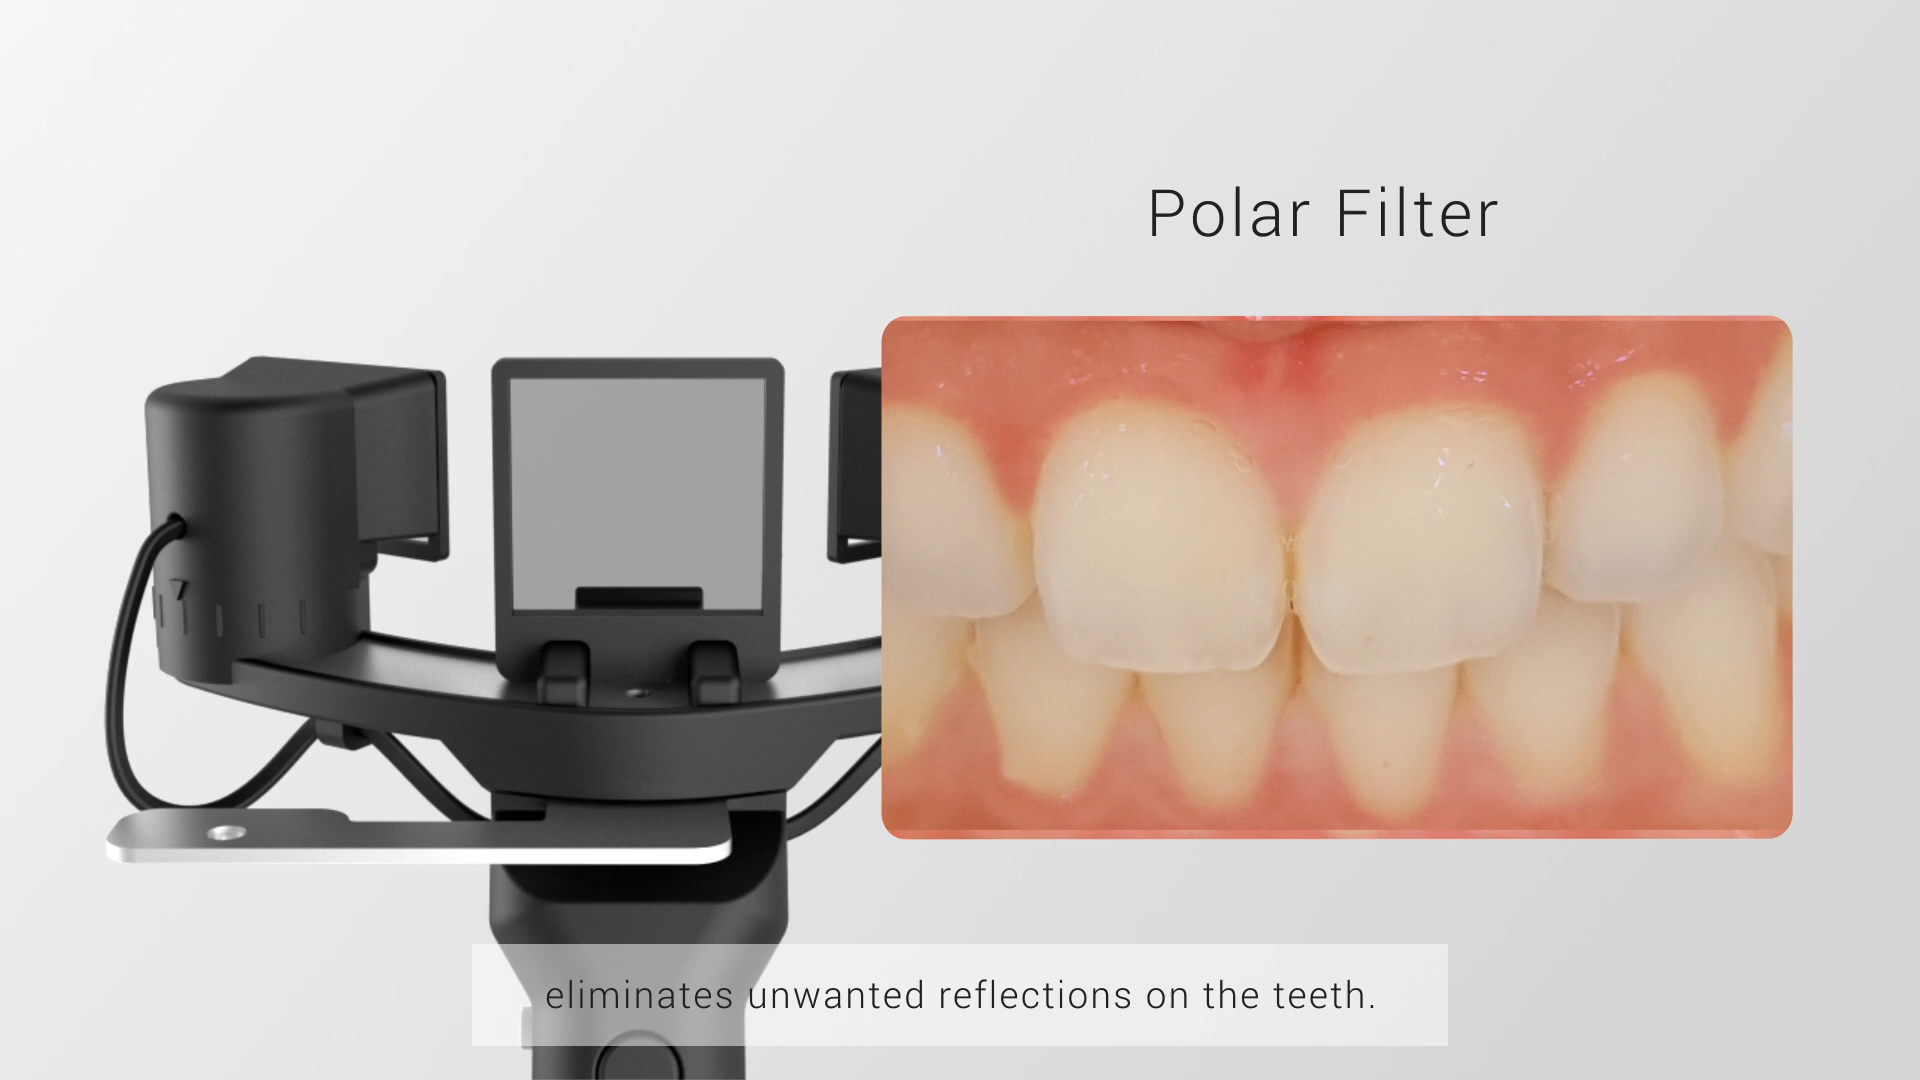 Polar Filter
eliminates unwanted reflections on the teeth.